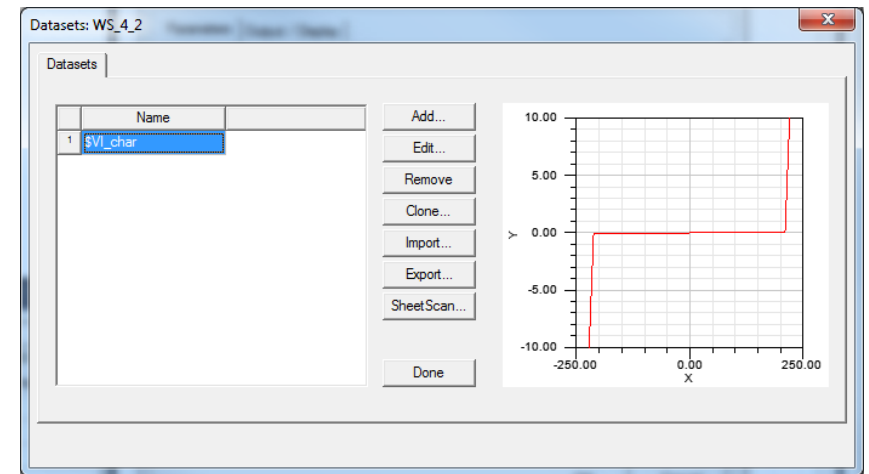 Datasets: WS_4_2
Datasets
Name
1 $VI_char
Add...
Edit...
Remove
Clone...
Import...
Export...
SheetScan...
Done
10.00
5.00
0.00
-5.00
-10.00
Y
-250.00 0.00 250.00
X